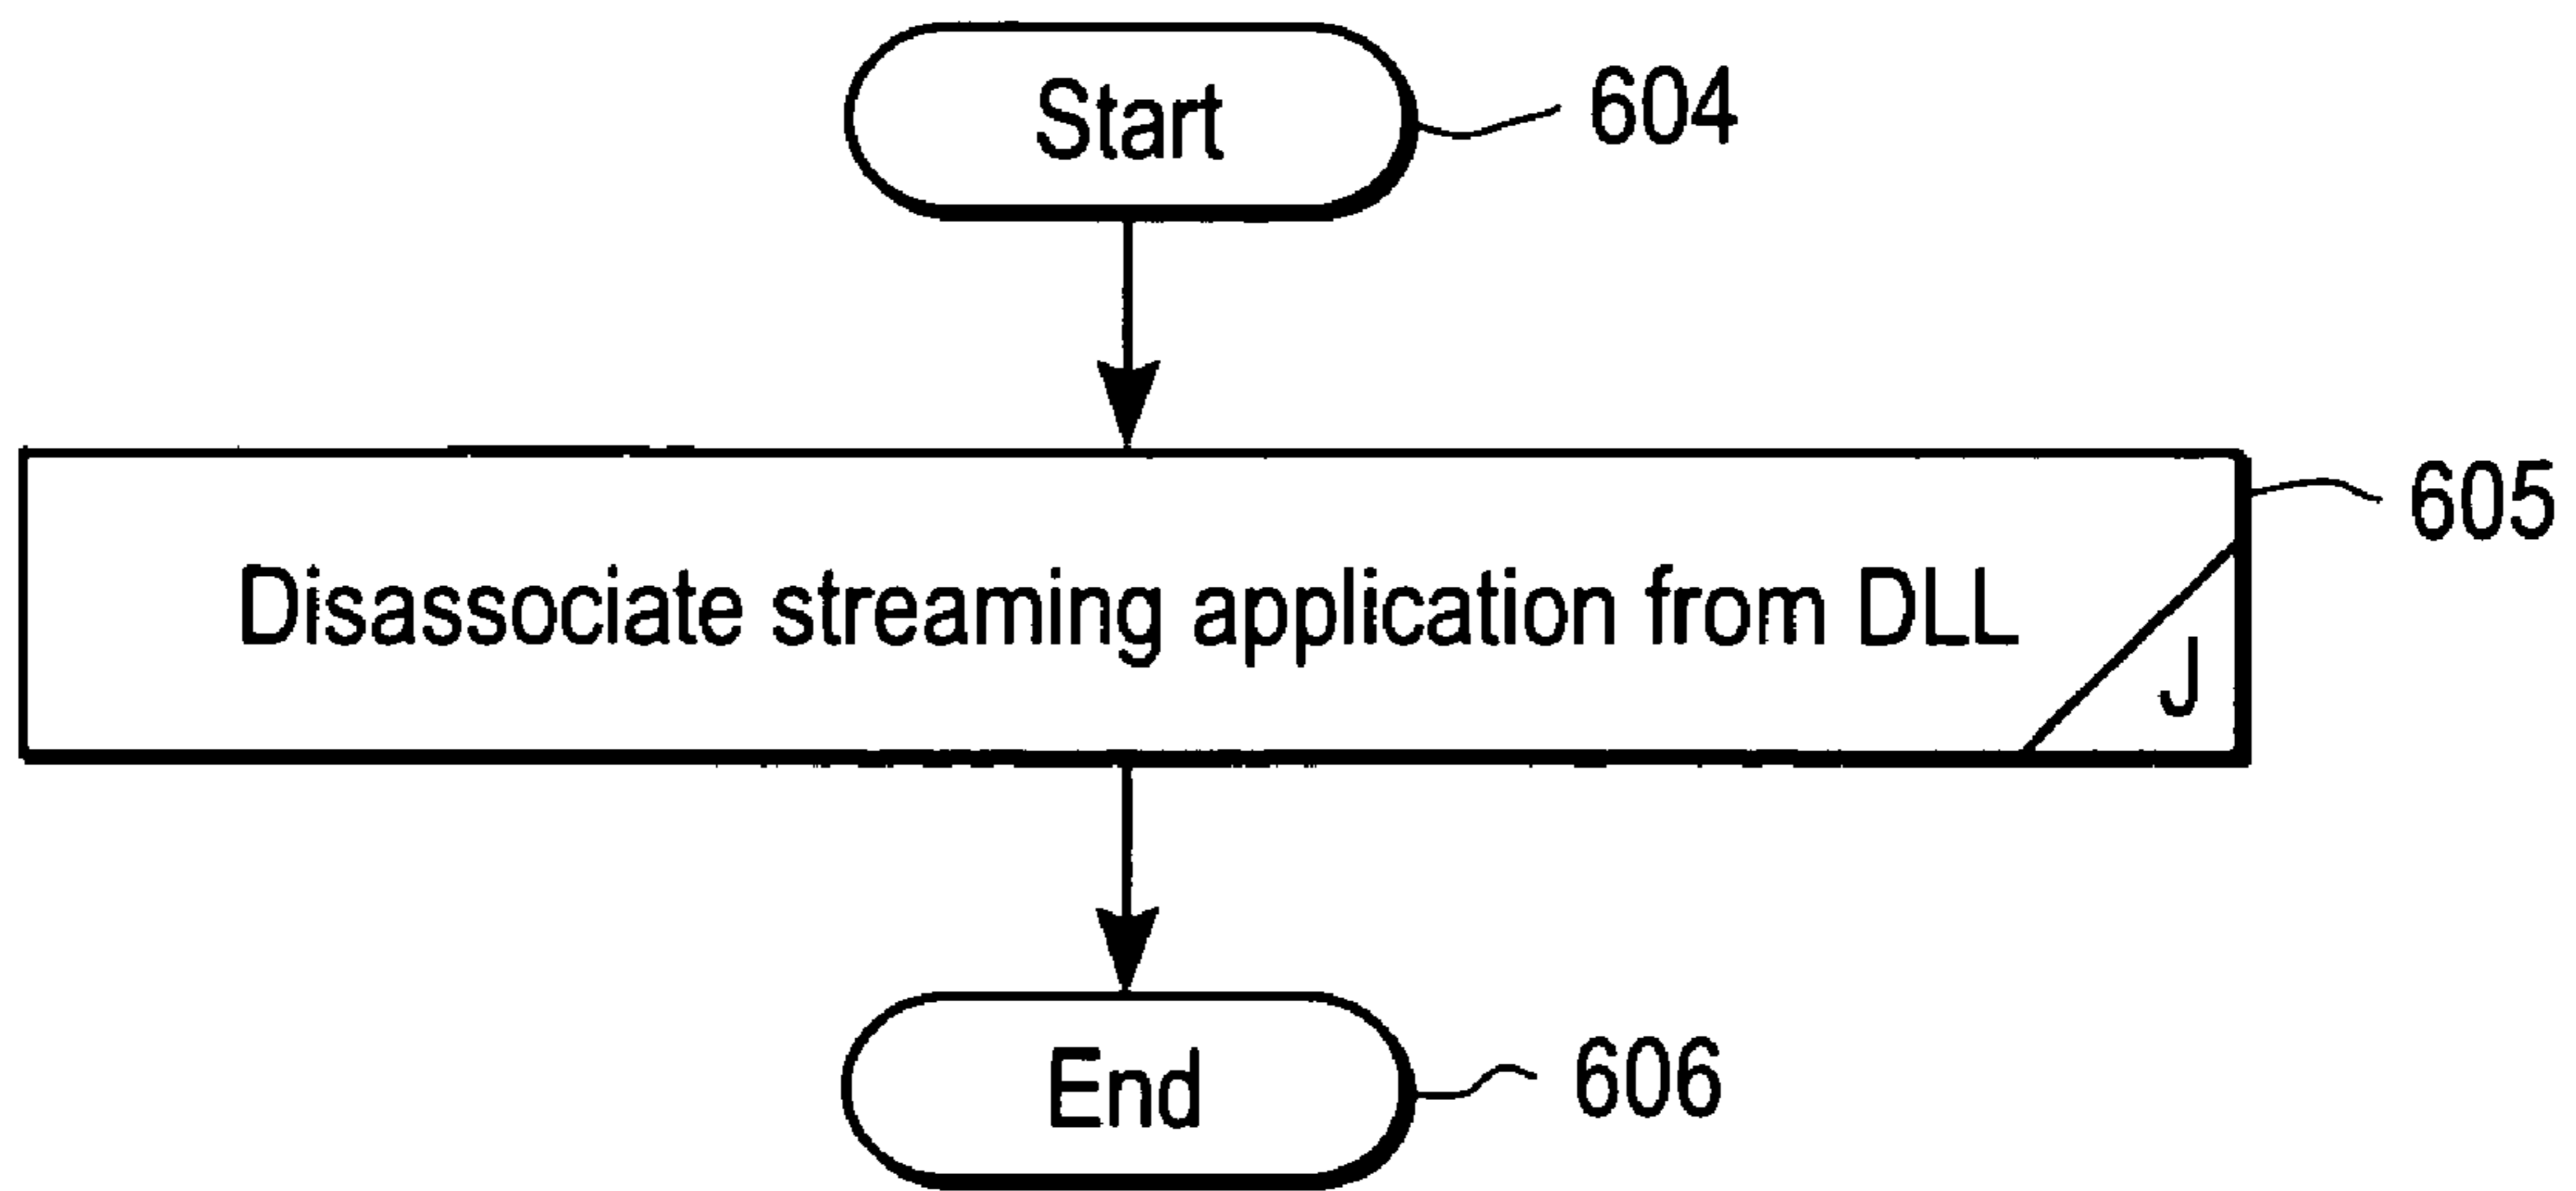 Start
604
605
Disassociate streaming application from DLL
J
End
606